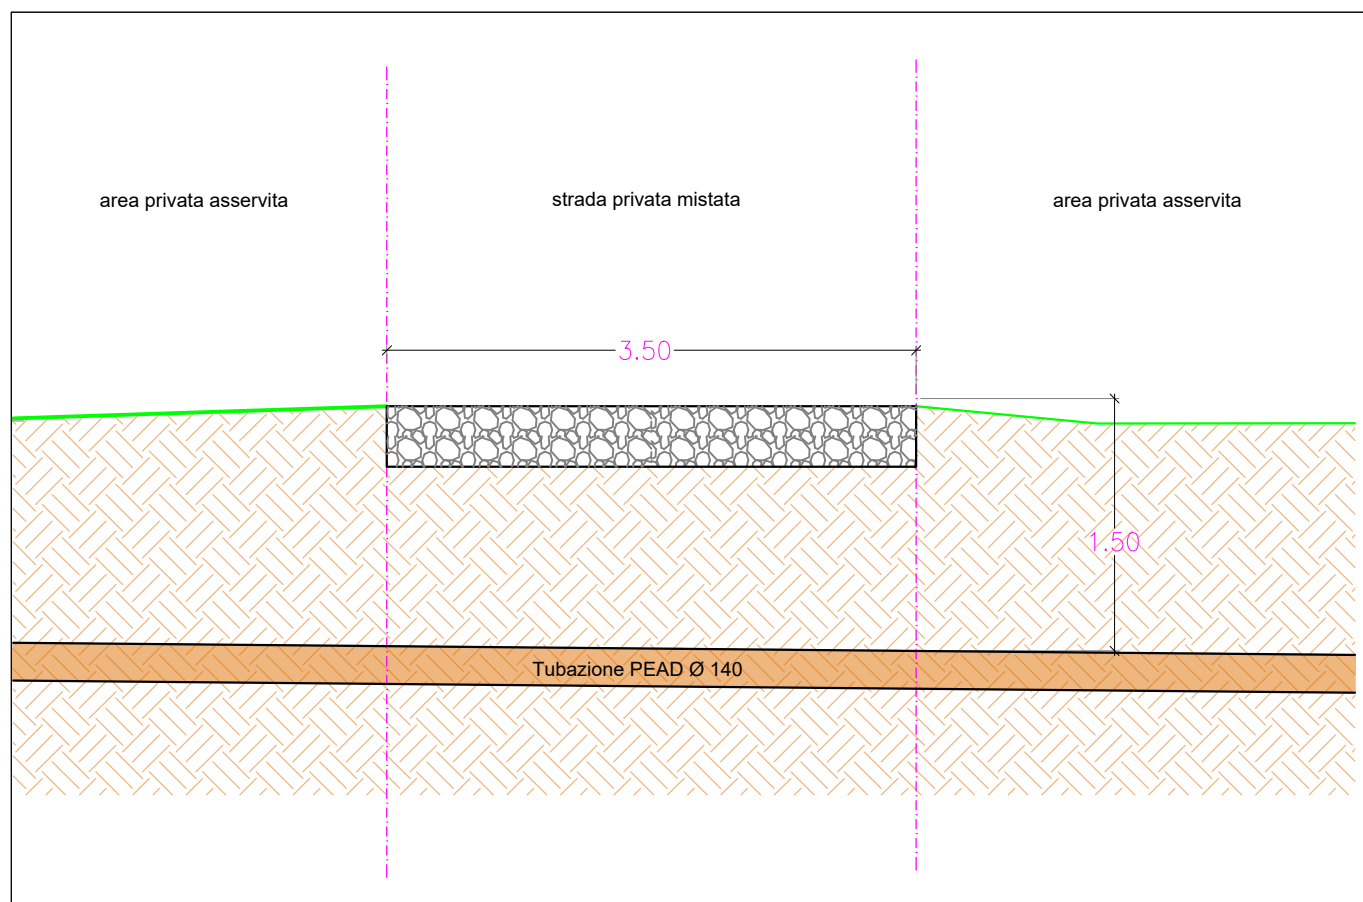 area privata asservita
strada privata mistata
area privata asservita
3.50
1.50
Tubazione PEAD Ø 140